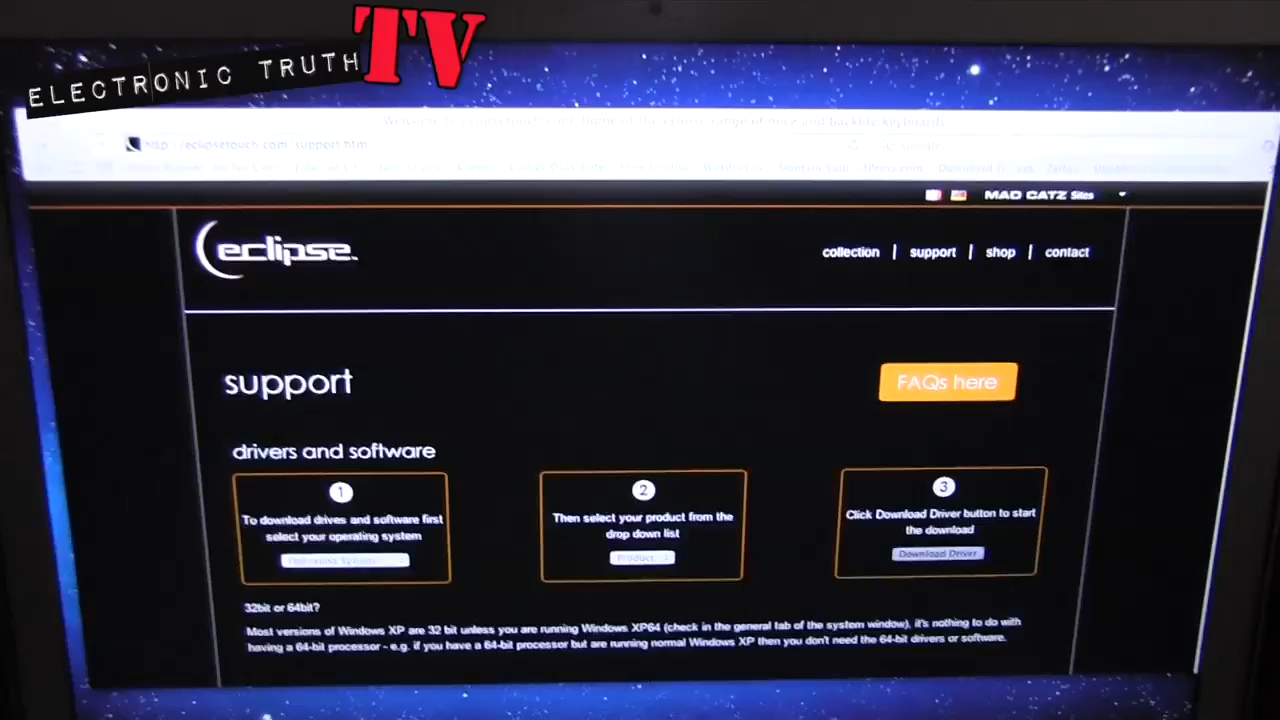 ELECTRONIC TRUTH TV
http://eclipsetouch.com/support.htm
Google
MAD CATZ Sites
eclipse.
collection | support | shop | contact
support
FAQs here
drivers and software
1
To download drives and software first
select your operating system
Operating System
2
Then select your product from the
drop down list
Product
3
Click Download Driver button to start
the download
Download Driver
32bit or 64bit?
Most versions of Windows XP are 32 bit unless you are running Windows XP64 (check in the general tab of the system window), it's nothing to do with
having a 64-bit processor - e.g. if you have a 64-bit processor but are running normal Windows XP then you don't need the 64-bit drivers or software.